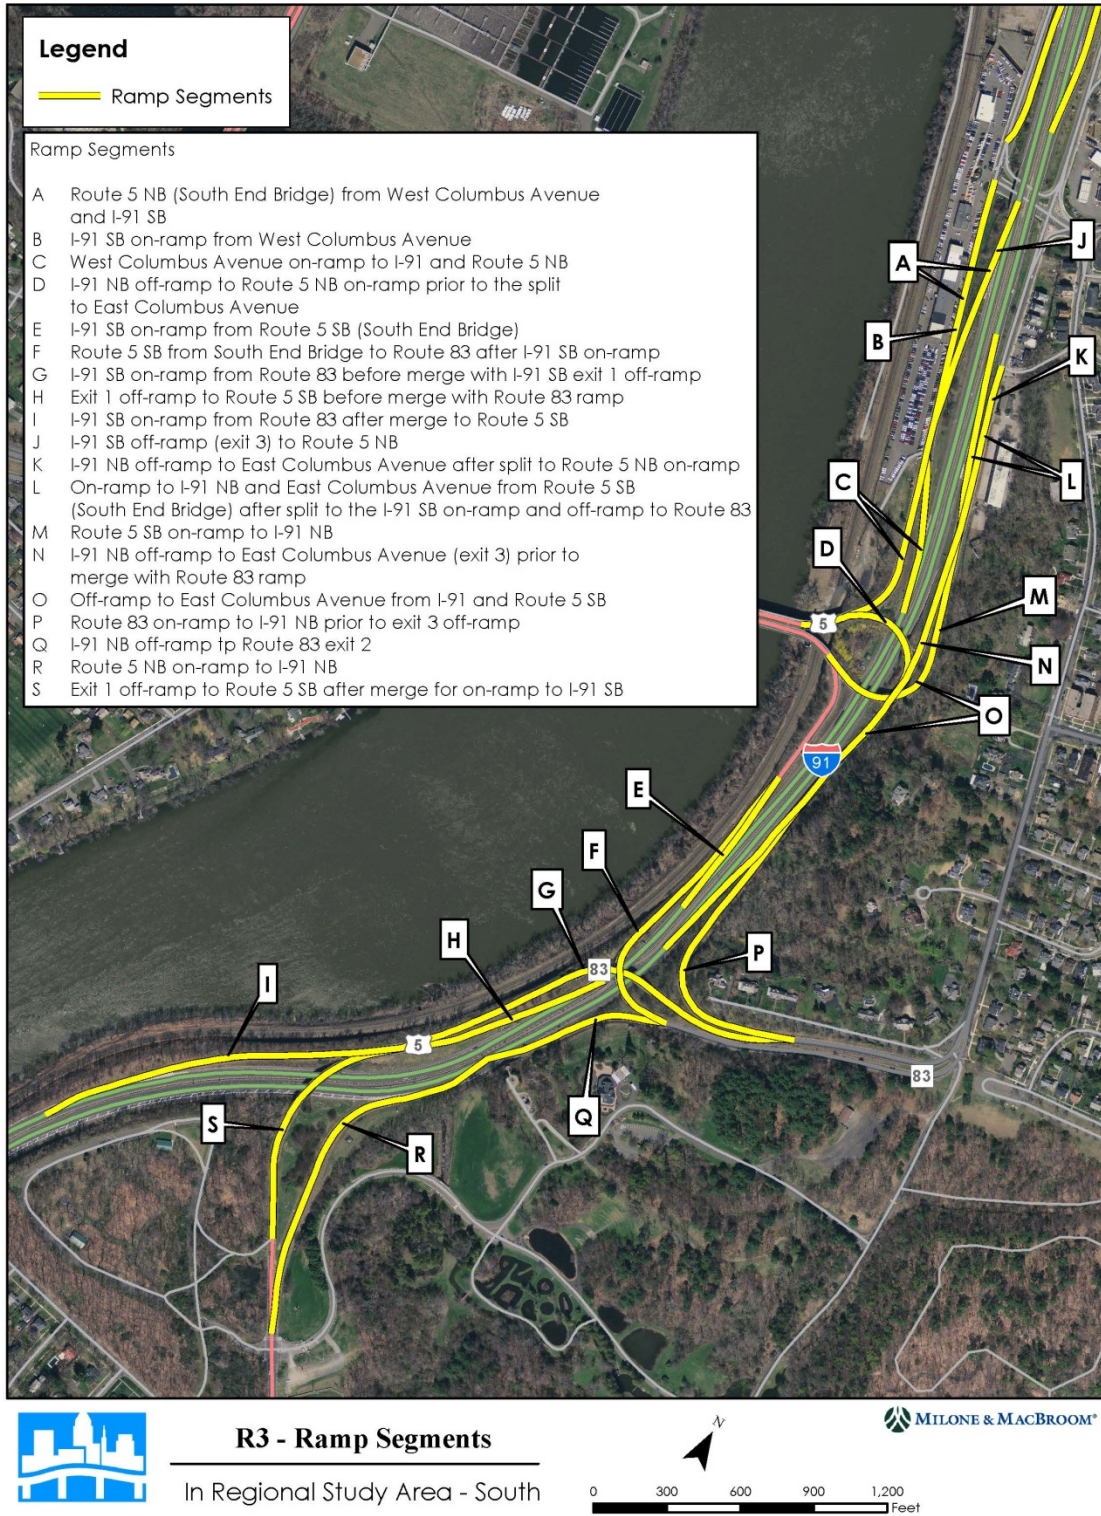 Legend
Ramp Segments
Ramp Segments
A Route 5 NB (South End Bridge) from West Columbus Avenue
and I-91 SB
B I-91 SB on-ramp from West Columbus Avenue
C West Columbus Avenue on-ramp to I-91 and Route 5 NB
D I-91 NB off-ramp to Route 5 NB on-ramp prior to the split
to East Columbus Avenue
E I-91 SB on-ramp from Route 5 SB (South End Bridge)
F Route 5 SB from South End Bridge to Route 83 after I-91 SB on-ramp
G I-91 SB on-ramp from Route 83 before merge with I-91 SB exit 1 off-ramp
H Exit 1 off-ramp to Route 5 SB before merge with Route 83 ramp
I I-91 SB on-ramp from Route 83 after merge to Route 5 SB
J I-91 SB off-ramp (exit 3) to Route 5 NB
K I-91 NB off-ramp to East Columbus Avenue after split to Route 5 NB on-ramp
L On-ramp to I-91 NB and East Columbus Avenue from Route 5 SB
(South End Bridge) after split to the I-91 SB on-ramp and off-ramp to Route 83
M Route 5 SB on-ramp to I-91 NB
N I-91 NB off-ramp to East Columbus Avenue (exit 3) prior to
merge with Route 83 ramp
O Off-ramp to East Columbus Avenue from I-91 and Route 5 SB
P Route 83 on-ramp to I-91 NB prior to exit 3 off-ramp
Q I-91 NB off-ramp tp Route 83 exit 2
R Route 5 NB on-ramp to I-91 NB
S Exit 1 off-ramp to Route 5 SB after merge for on-ramp to I-91 SB
J
A
B
K
L
C
D
M
5
N
O
91
E
F
G
H
P
83
I
5
83
Q
S
R
R3 - Ramp Segments
In Regional Study Area - South
N
0 300 600 900 1,200
Feet
MILONE & MACBROOM®